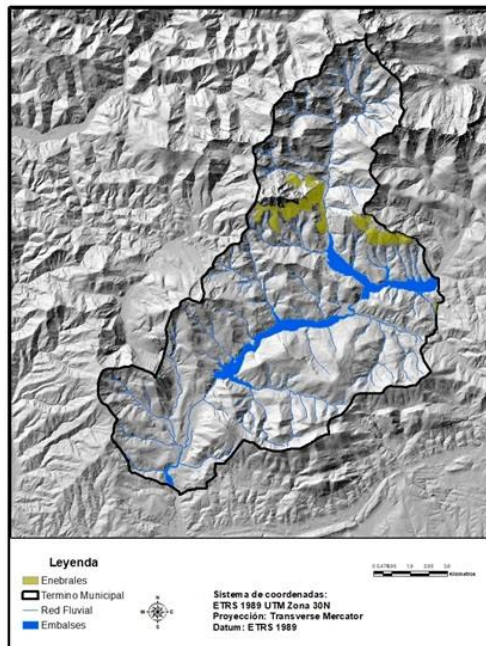 Leyenda
Enebrales
Termino Municipal
Red Fluvial
Embalses
N
W
E
S
Kilometros
Sistema de coordenadas:
ETRS 1989 UTM Zona 30N
Proyección: Transverse Mercator
Datum: ETRS 1989